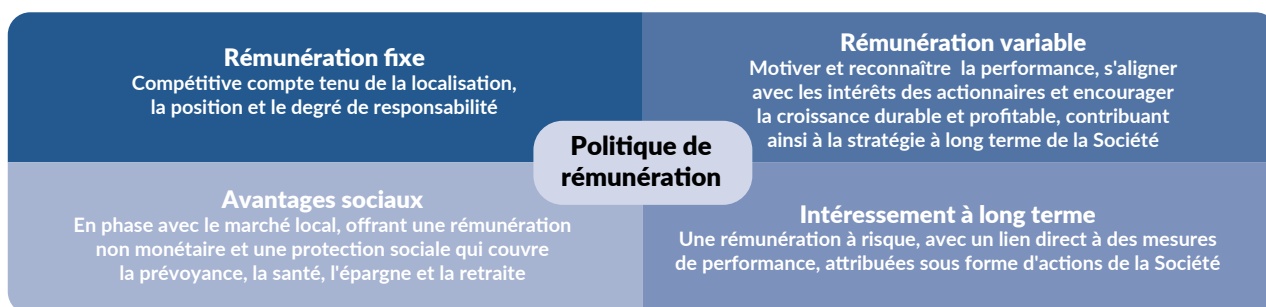 Rémunération fixe
Compétitive compte tenu de la localisation,
la position et le degré de responsabilité
Rémunération variable
Motiver et reconnaître  la performance, s'aligner
avec les intérêts des actionnaires et encourager
la croissance durable et profitable, contribuant
ainsi à la stratégie à long terme de la Société
Politique de
rémunération
Avantages sociaux
En phase avec le marché local, offrant une rémunération
non monétaire et une protection sociale qui couvre
la prévoyance, la santé, l'épargne et la retraite
Intéressement à long terme
Une rémunération à risque, avec un lien direct à des mesures
de performance, attribuées sous forme d'actions de la Société